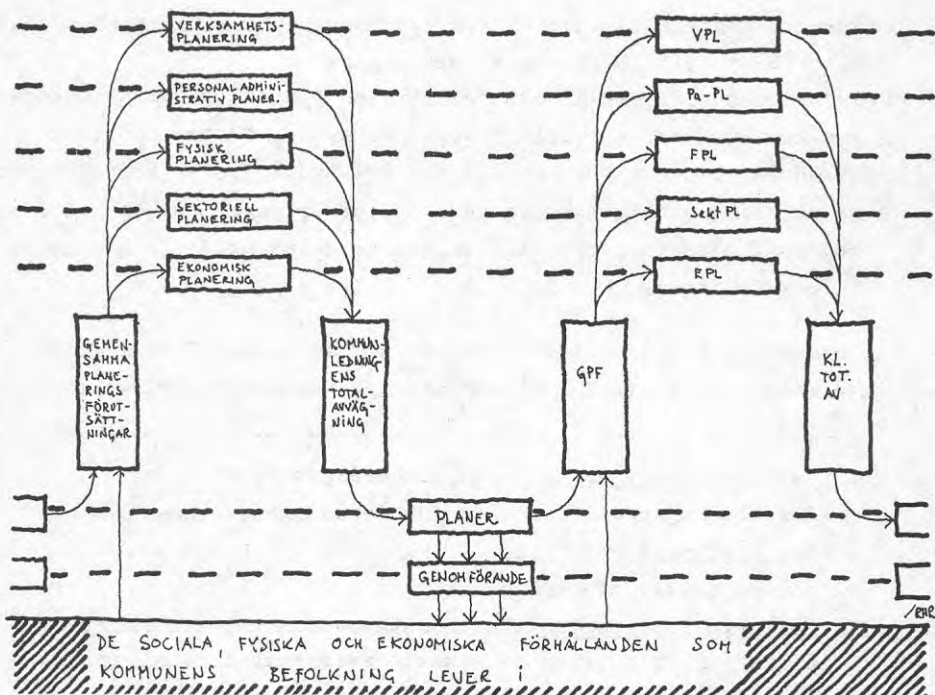 VERKSAMHETS-
PLANERING
PERSONAL ADMINI-
STRATIV PLANER.
FYSISK
PLANERING
SEKTORIELL
PLANERING
EKONOMISK
PLANERING
GEMEN-
SAMMA
PLANE-
RINGS
FÖRUT-
SÄTT-
NINGAR
KOMMUN-
LEDNING-
ENS
TOTAL-
AVVÄG-
NING
VPL
Pa-PL
FPL
Sekt PL
EPL
GPF
KL.
TOT.
AV
PLANER
GENOMFÖRANDE
/RHR
DE SOCIALA, FYSISKA OCH EKONOMISKA FÖRHÅLLANDEN SOM
KOMMUNENS BEFOLKNING LEVER i